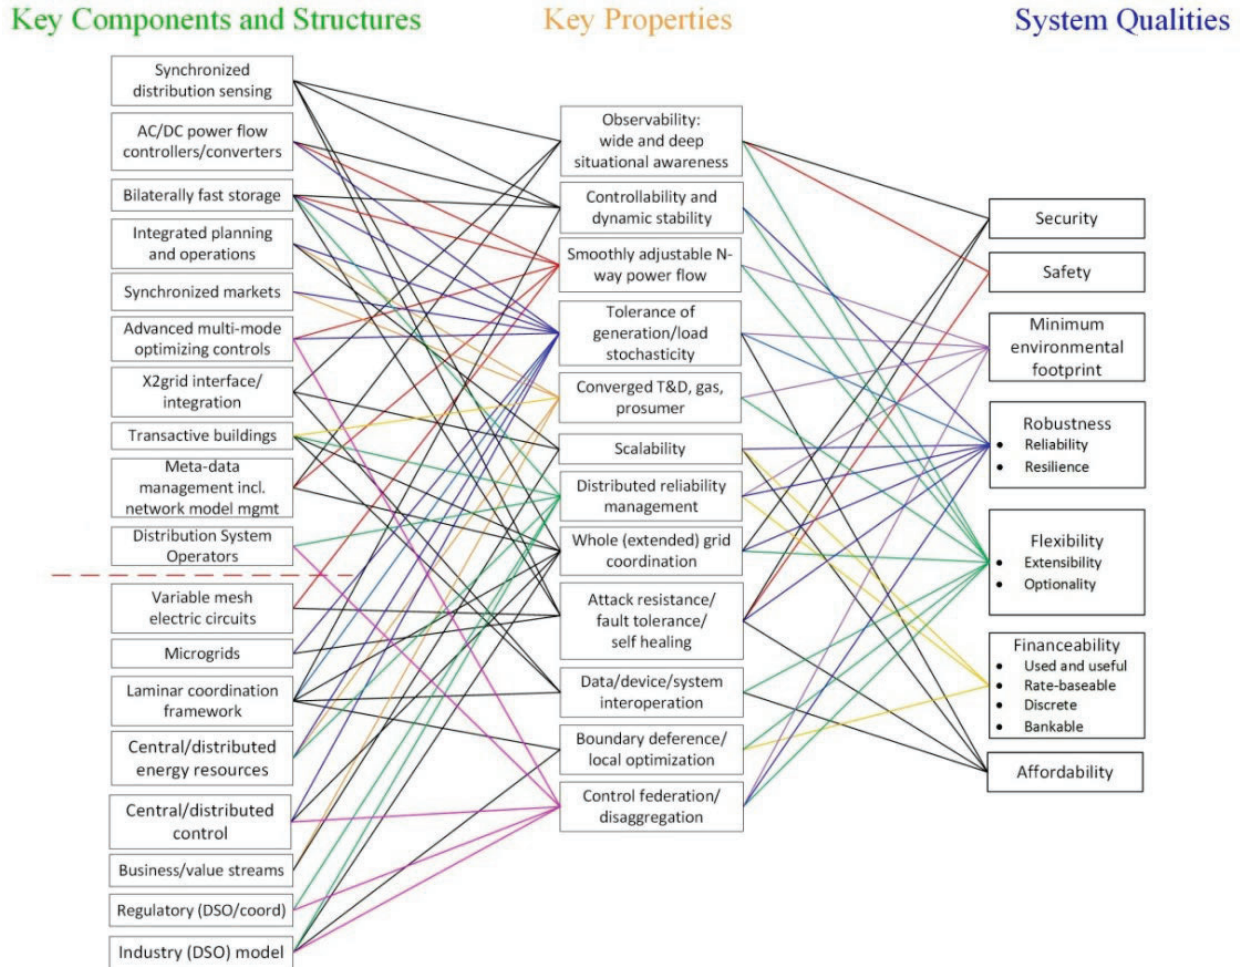 Key Components and Structures
Key Properties
System Qualities
Synchronized
distribution sensing
AC/DC power flow
controllers/converters
Bilaterally fast storage
Integrated planning
and operations
Synchronized markets
Advanced multi-mode
optimizing controls
X2grid interface/
integration
Transactive buildings
Meta-data
management incl.
network model mgmt
Distribution System
Operators
Variable mesh
electric circuits
Microgrids
Laminar coordination
framework
Central/distributed
energy resources
Central/distributed
control
Business/value streams
Regulatory (DSO/coord)
Industry (DSO) model
Observability:
wide and deep
situational awareness
Controllability and
dynamic stability
Smoothly adjustable N-
way power flow
Tolerance of
generation/load
stochasticity
Converged T&D, gas,
prosumer
Scalability
Distributed reliability
management
Whole (extended) grid
coordination
Attack resistance/
fault tolerance/
self healing
Data/device/system
interoperation
Boundary deference/
local optimization
Control federation/
disaggregation
Security
Safety
Minimum
environmental
footprint
Robustness
• Reliability
• Resilience
Flexibility
• Extensibility
• Optionality
Financeability
• Used and useful
• Rate-baseable
• Discrete
• Bankable
Affordability